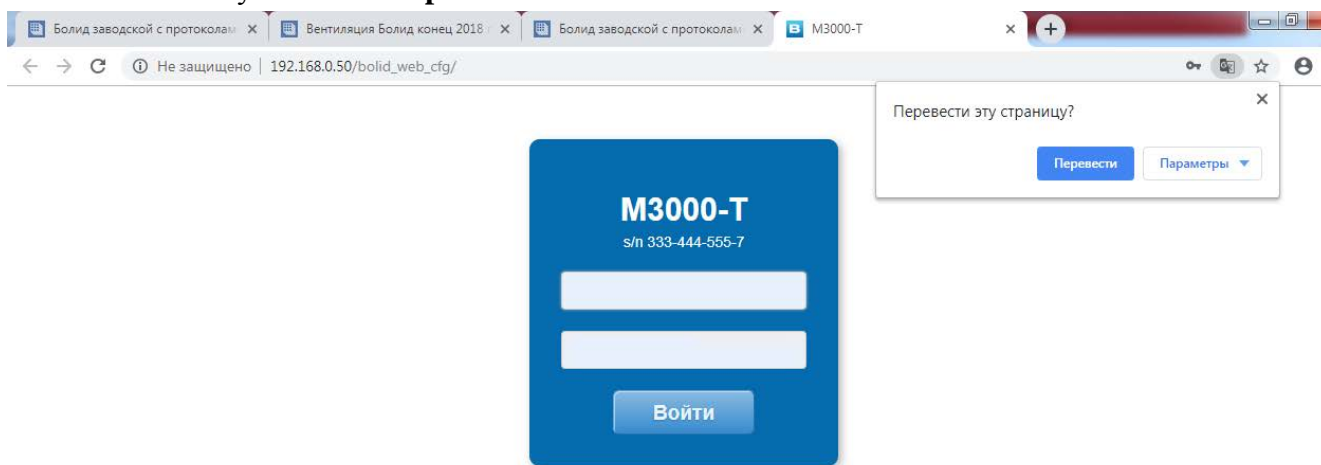 Болид заводской с протоколам
Вентиляция Болид конец 2018 г
Болид заводской с протоколам
M3000-T
Не защищено | 192.168.0.50/bolid_web_cfg/
Перевести эту страницу?
Перевести
Параметры
M3000-T
s/n 333-444-555-7
Войти